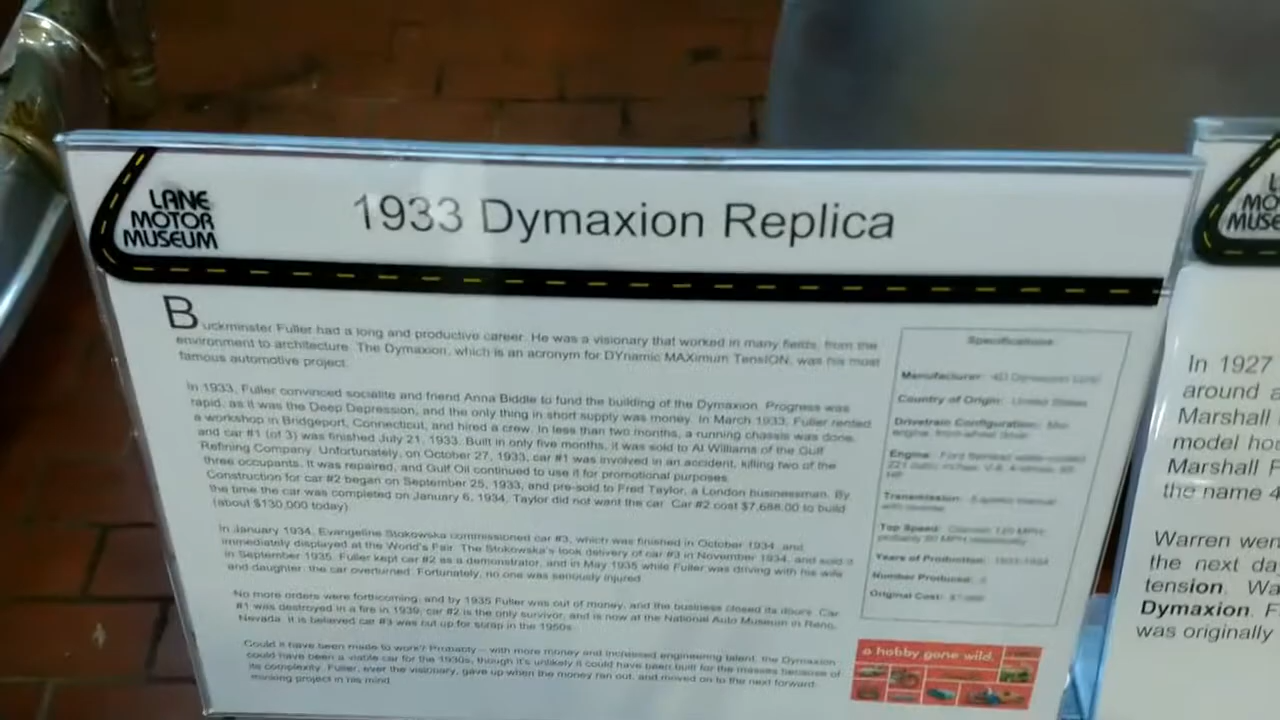 LANE
MOTOR
MUSEUM
1933 Dymaxion Replica
Buckminster Fuller had a long and productive career. He was a visionary that worked in many fields, from the
environment to architecture. The Dymaxion, which is an acronym for DYnamic MAXimum TensION, was his most
famous automotive project.
In 1933, Fuller convinced socialite and friend Anna Biddle to fund the building of the Dymaxion. Progress was
rapid, as it was the Deep Depression, and the only thing in short supply was money. In March 1933, Fuller rented
a workshop in Bridgeport, Connecticut, and hired a crew. In less than two months, a running chassis was done,
and car #1 (of 3) was finished July 21, 1933. Built in only five months, it was sold to Al Williams of the Gulf
Refining Company. Unfortunately, on October 27, 1933, car #1 was involved in an accident, killing two of the
three occupants. It was repaired, and Gulf Oil continued to use it for promotional purposes.
Construction for car #2 began on September 25, 1933, and pre-sold to Fred Taylor, a London businessman. By
the time the car was completed on January 6, 1934, Taylor did not want the car. Car #2 cost $7,688.00 to build
(about $130,000 today).
In January 1934, Evangeline Stokowska commissioned car #3, which was finished in October 1934, and
immediately displayed at the World's Fair. The Stokowska's took delivery of car #3 in November 1934, and sold it
in September 1935. Fuller kept car #2 as a demonstrator, and in May 1935 while Fuller was driving with his wife
and daughter, the car overturned. Fortunately, no one was seriously injured.
No more orders were forthcoming, and by 1935 Fuller was out of money, and the business closed its doors. Car
#1 was destroyed in a fire in 1939, car #2 is the only survivor, and is now at the National Auto Museum in Reno,
Nevada. It is believed car #3 was cut up for scrap in the 1950s.
Could it have been made to work? Probably – with more money and increased engineering talent, the Dymaxion
could have been a viable car for the 1930s, though it's unlikely it could have been built for the masses because of
its complexity. Fuller, ever the visionary, gave up when the money ran out, and moved on to the next forward
thinking project in his mind.
Specifications
Manufacturer: 4D Dymaxion
Country of Origin: United States
Drivetrain Configuration:
engine, front-wheel drive
Engine: Ford flathead
Transmission:
Top Speed:
Years of Production: 1933-1934
Number Produced: 3
Original Cost:
a hobby gone wild.
MUSE
In 1927
around a
Marshall
model ho
Marshall F
the name 4
Warren wen
the next da
tension. Wa
Dymaxion. F
was originally